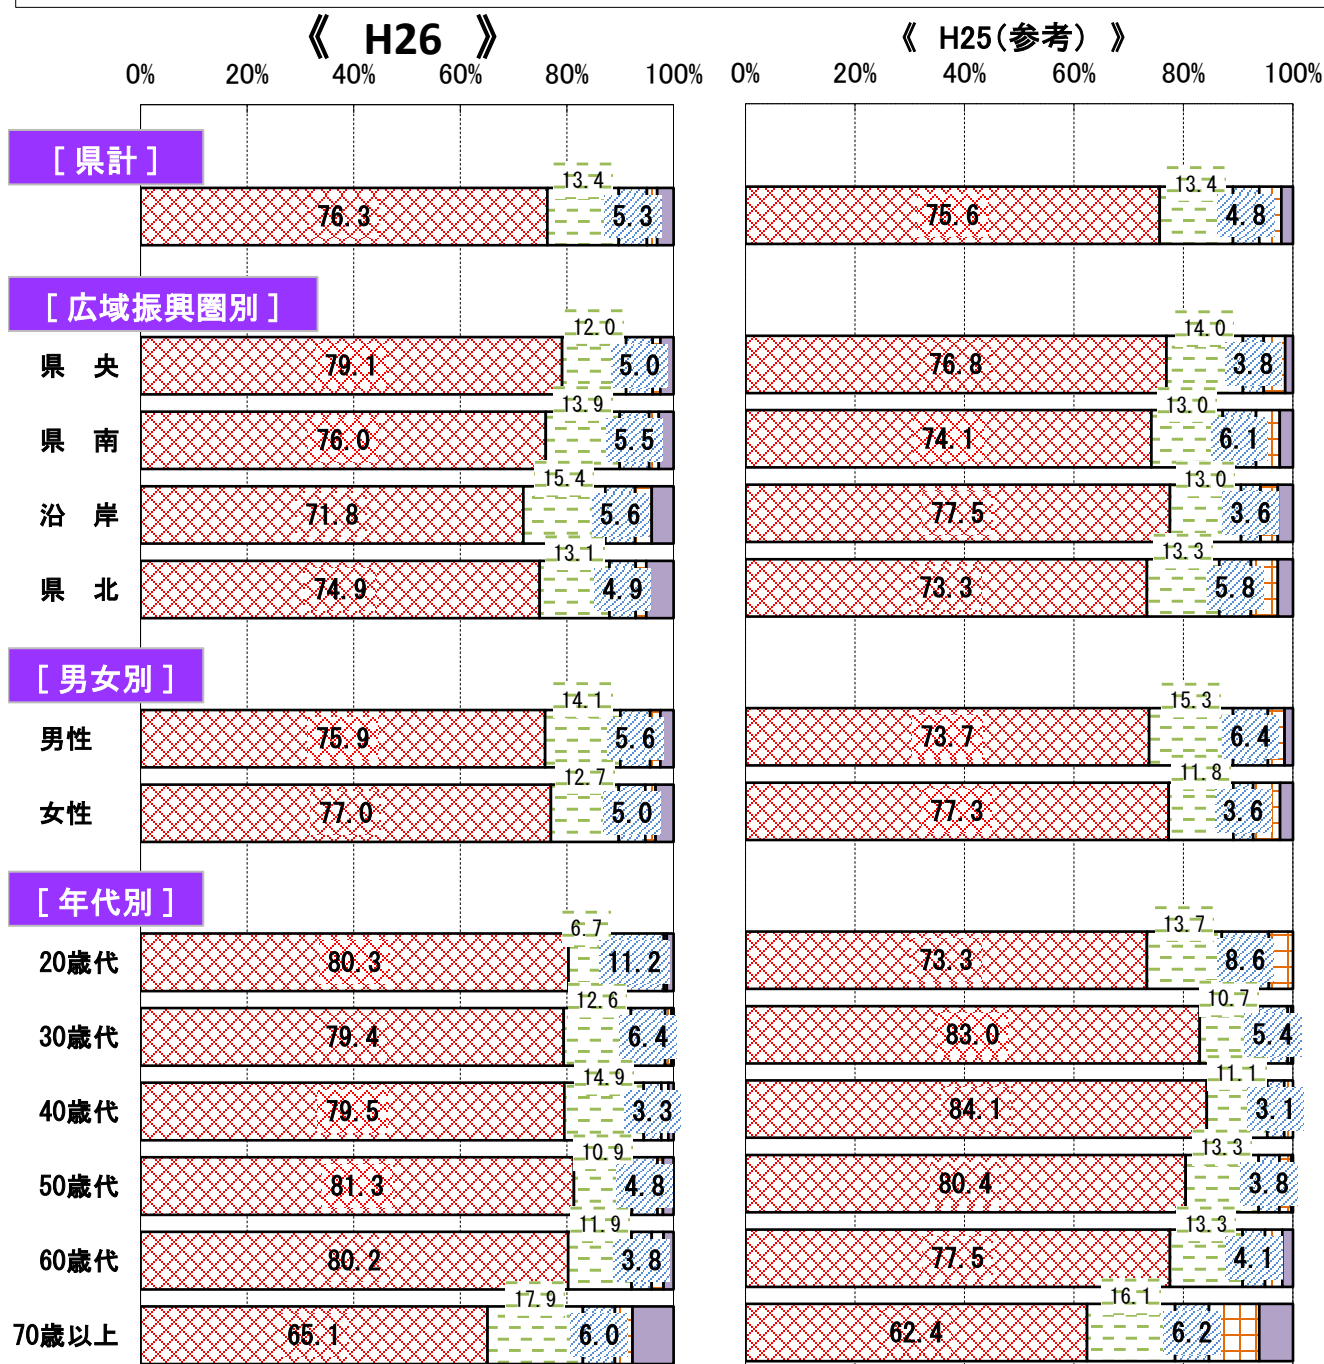 《 H26 》
《 H25(参考) 》
0% 20% 40% 60% 80% 100%
0% 20% 40% 60% 80% 100%
[ 県計 ]
76.3 13.4 5.3
75.6 13.4 4.8
[ 広域振興圏別 ]
県 央 79.1 12.0 5.0
76.8 14.0 3.8
県 南 76.0 13.9 5.5
74.1 13.0 6.1
沿 岸 71.8 15.4 5.6
77.5 13.0 3.6
県 北 74.9 13.1 4.9
73.3 13.3 5.8
[ 男女別 ]
男性 75.9 14.1 5.6
73.7 15.3 6.4
女性 77.0 12.7 5.0
77.3 11.8 3.6
[ 年代別 ]
20歳代 80.3 6.7 11.2
73.3 13.7 8.6
30歳代 79.4 12.6 6.4
83.0 10.7 5.4
40歳代 79.5 14.9 3.3
84.1 11.1 3.1
50歳代 81.3 10.9 4.8
80.4 13.3 3.8
60歳代 80.2 11.9 3.8
77.5 13.3 4.1
70歳以上 65.1 17.9 6.0
62.4 16.1 6.2